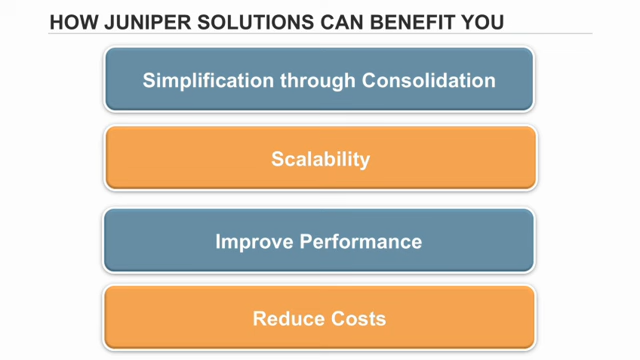 HOW JUNIPER SOLUTIONS CAN BENEFIT YOU
Simplification through Consolidation
Scalability
Improve Performance
Reduce Costs